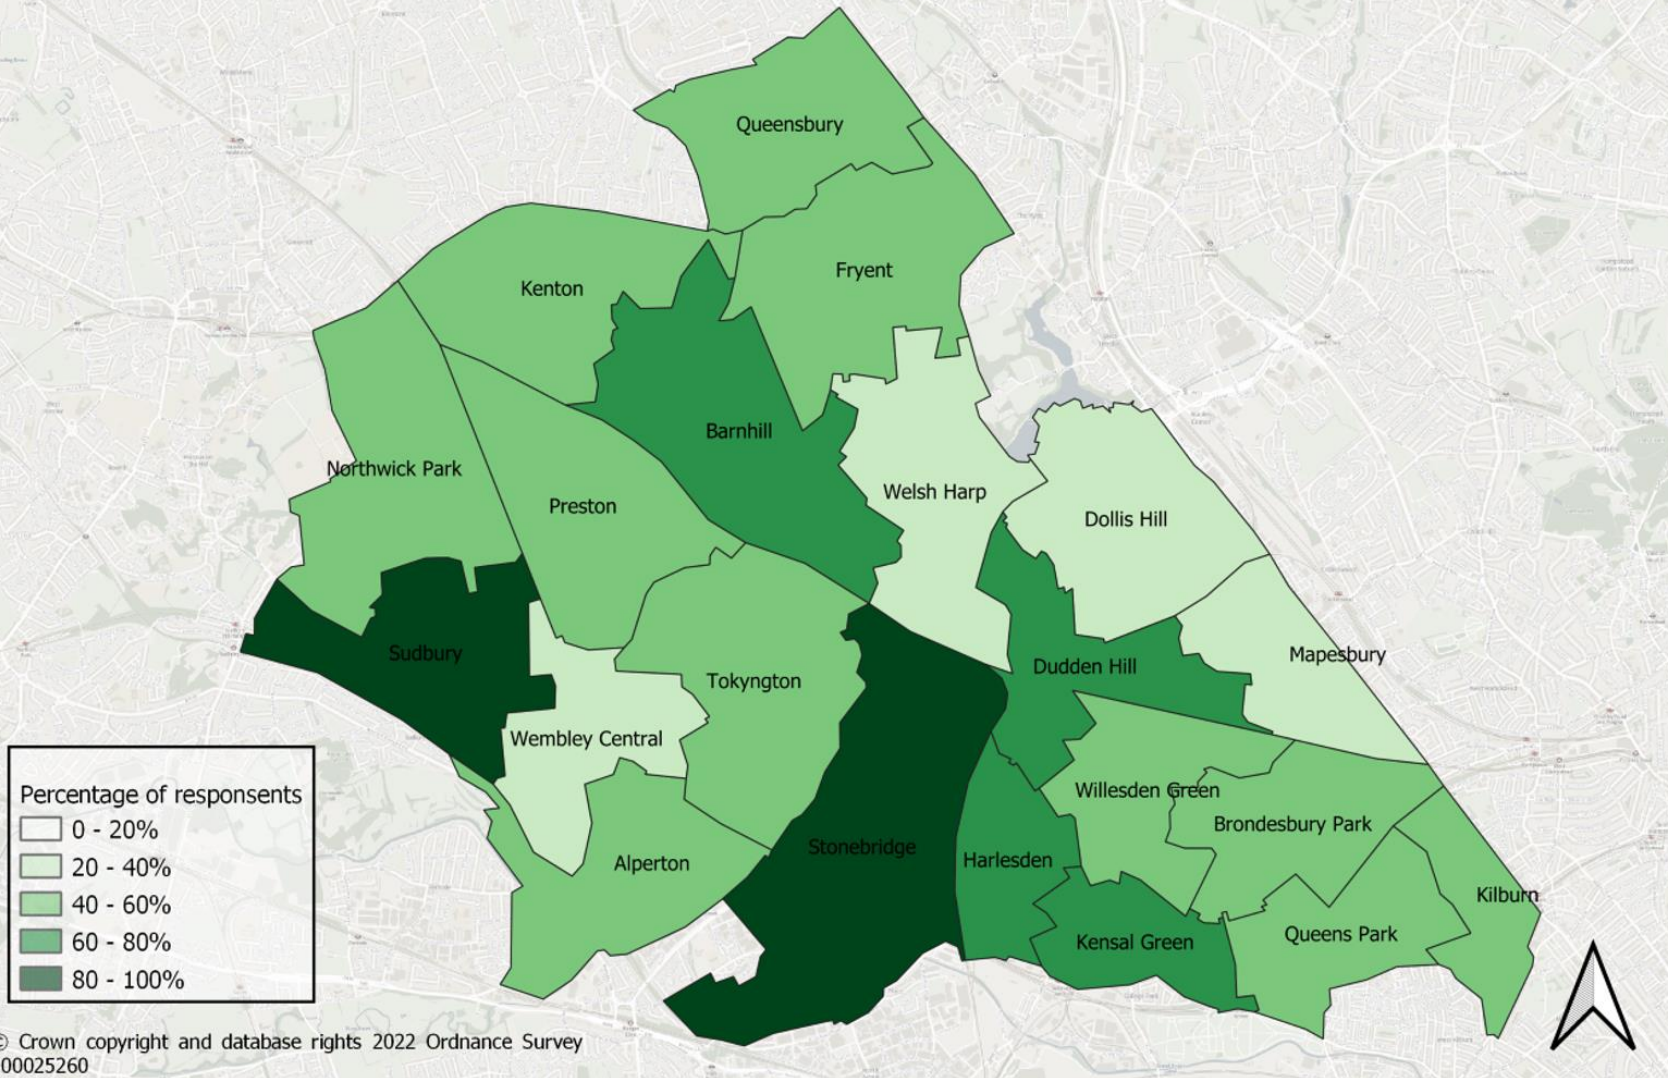 Queensbury
Fryent
Kenton
Barnhill
Northwick Park
Preston
Welsh Harp
Dollis Hill
Sudbury
Tokyngton
Dudden Hill
Mapesbury
Wembley Central
Willesden Green
Brondesbury Park
Stonebridge
Harlesden
Alperton
Kilburn
Queens Park
Kensal Green
Percentage of responsents
0 - 20%
20 - 40%
40 - 60%
60 - 80%
80 - 100%
© Crown copyright and database rights 2022 Ordnance Survey
00025260